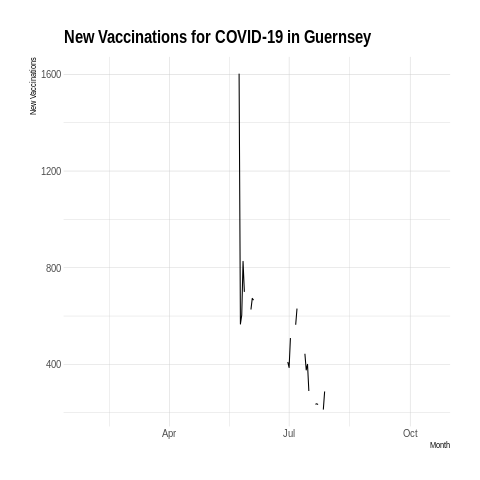 New Vaccinations for COVID-19 in Guernsey
New Vaccinations
1600
1200
800
400
Apr
Jul
Oct
Month